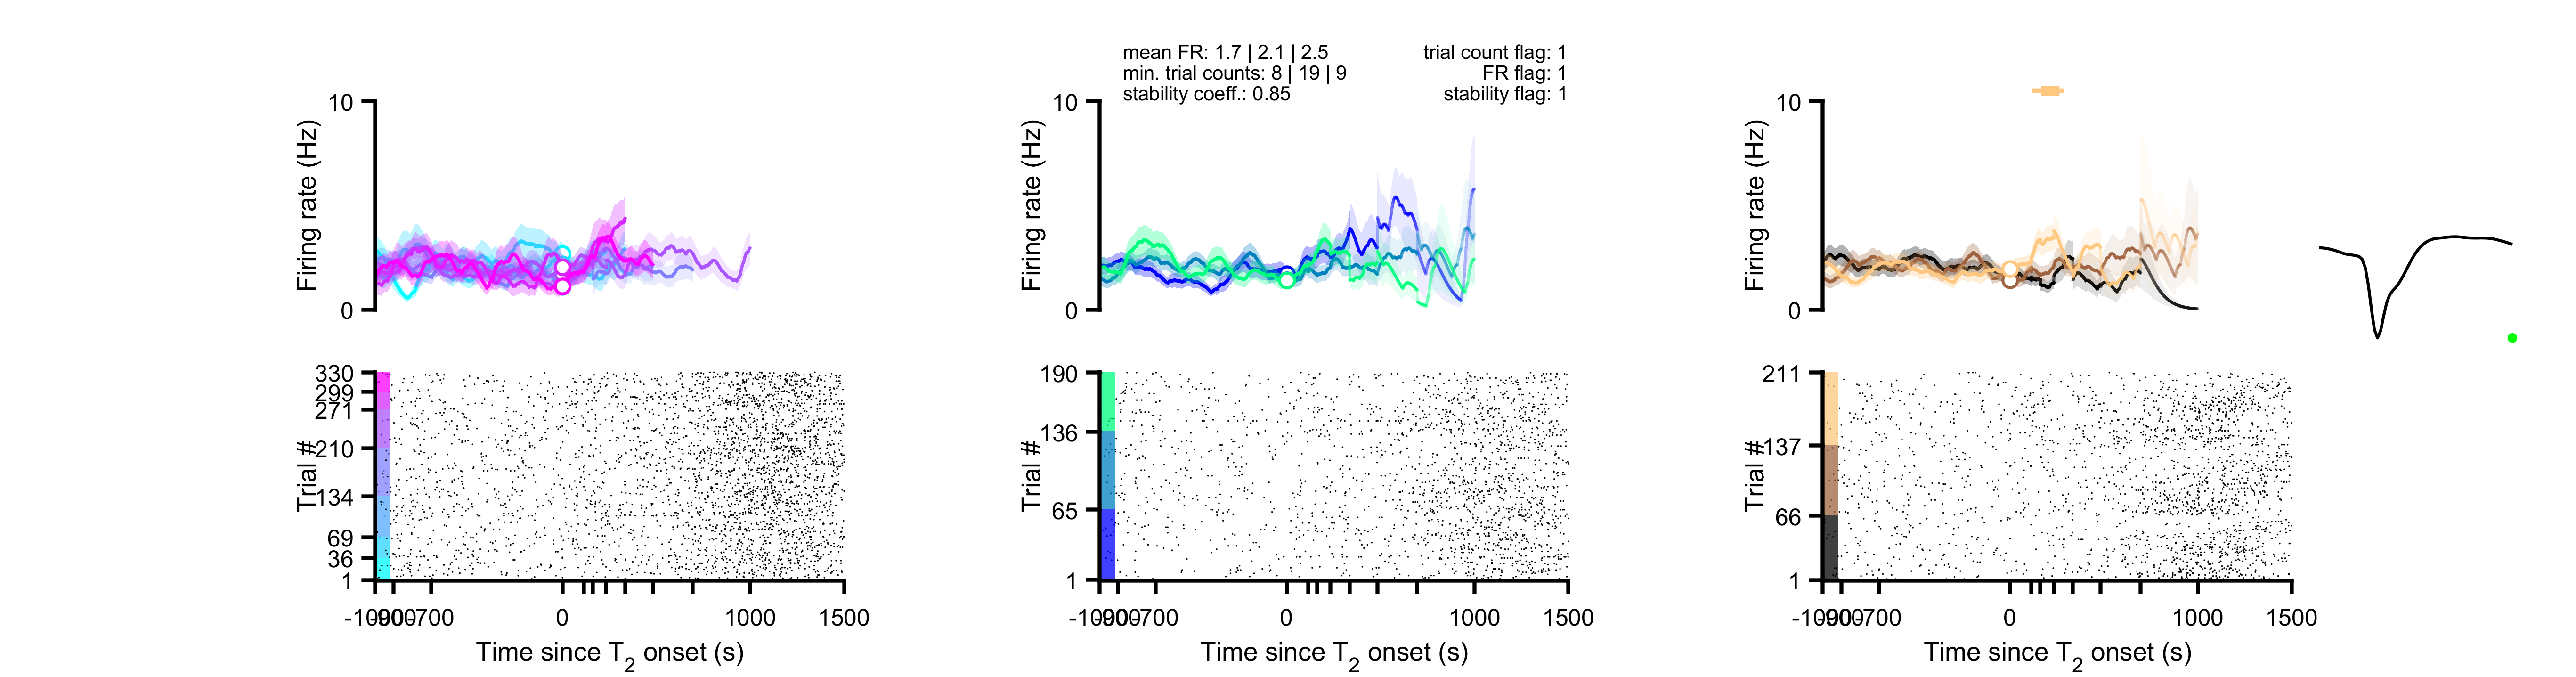 mean FR: 1.7 | 2.1 | 2.5
min. trial counts: 8 | 19 | 9
stability coeff.: 0.85
trial count flag: 1
FR flag: 1
stability flag: 1
10
Firing rate (Hz)
0
10
Firing rate (Hz)
0
10
Firing rate (Hz)
0
330
299
271
210
134
69
36
1
Trial #
-1000
-900
-700
0
1000
1500
Time since T2 onset (s)
190
136
65
1
Trial #
-1000
-900
-700
0
1000
1500
Time since T2 onset (s)
211
137
66
1
Trial #
-1000
-900
-700
0
1000
1500
Time since T2 onset (s)